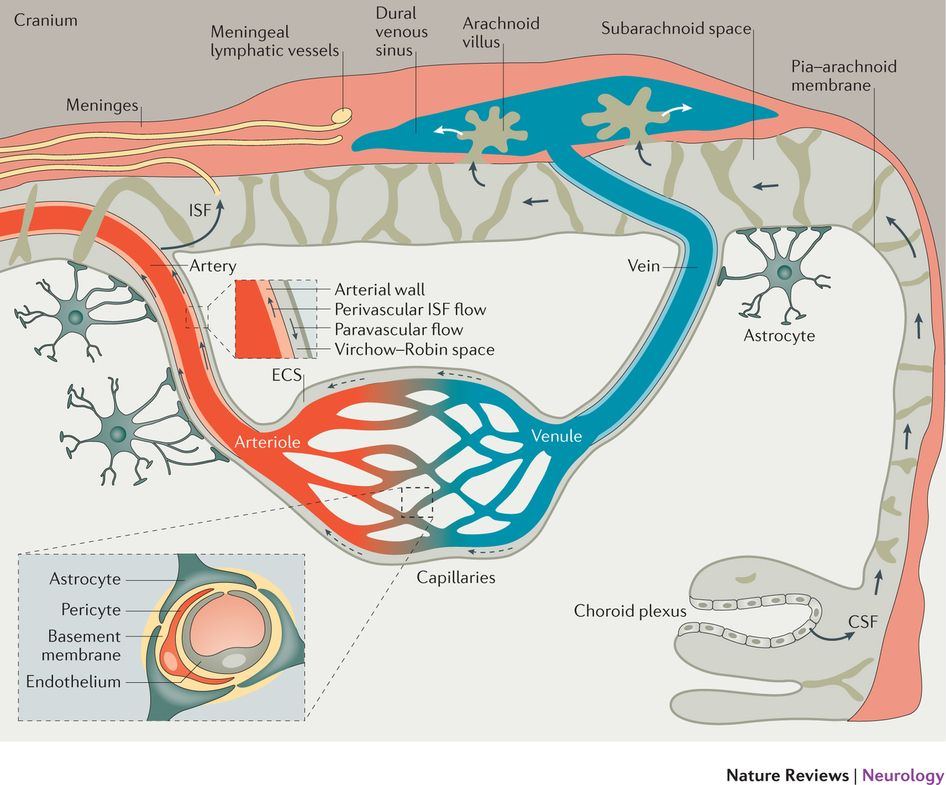 Cranium
Meningeal
lymphatic vessels
Dural
venous
sinus
Arachnoid
villus
Subarachnoid space
Pia–arachnoid
membrane
Meninges
ISF
Artery
Arterial wall
Perivascular ISF flow
Paravascular flow
Virchow–Robin space
Vein
Astrocyte
ECS
Arteriole
Venule
Capillaries
Astrocyte
Pericyte
Basement
membrane
Endothelium
Choroid plexus
CSF
Nature Reviews | Neurology